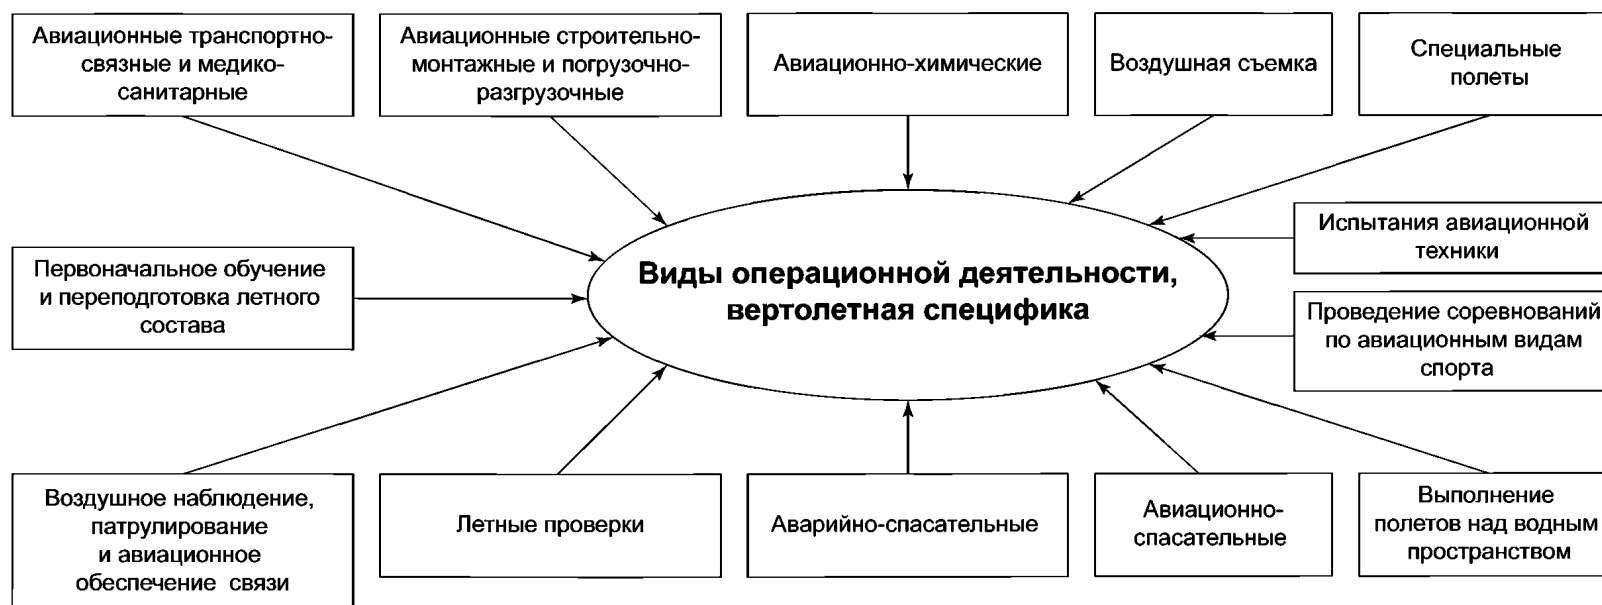 Авиационные транспортно-
связные и медико-
санитарные
Авиационные строительно-
монтажные и погрузочно-
разгрузочные
Авиационно-химические
Воздушная съемка
Специальные
полеты
Испытания авиационной
техники
Первоначальное обучение
и переподготовка летного
состава
Виды операционной деятельности,
вертолетная специфика
Проведение соревнований
по авиационным видам
спорта
Воздушное наблюдение,
патрулирование
и авиационное
обеспечение связи
Летные проверки
Аварийно-спасательные
Авиационно-
спасательные
Выполнение
полетов над водным
пространством